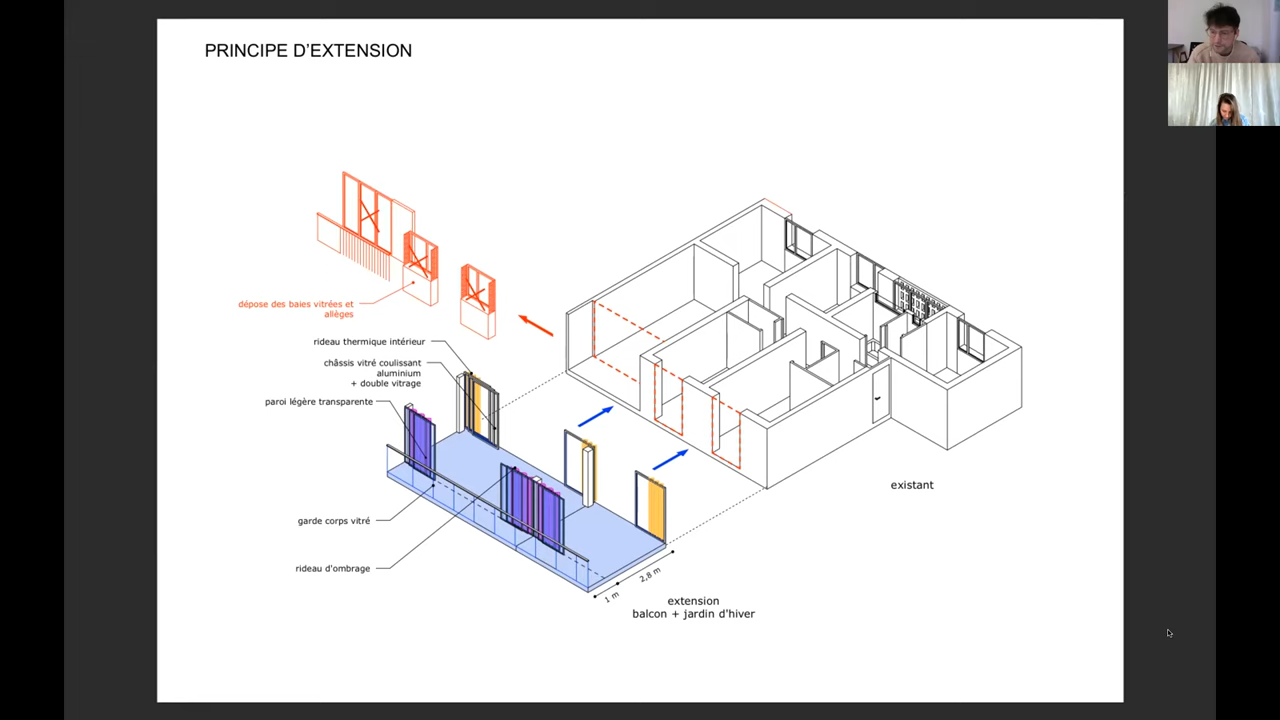 PRINCIPE D'EXTENSION
dépose des baies vitrées et
allèges
rideau thermique intérieur
châssis vitré coulissant
aluminium
+ double vitrage
paroi légère transparente
garde corps vitré
rideau d'ombrage
existant
1 m
2,8 m
extension
balcon + jardin d'hiver